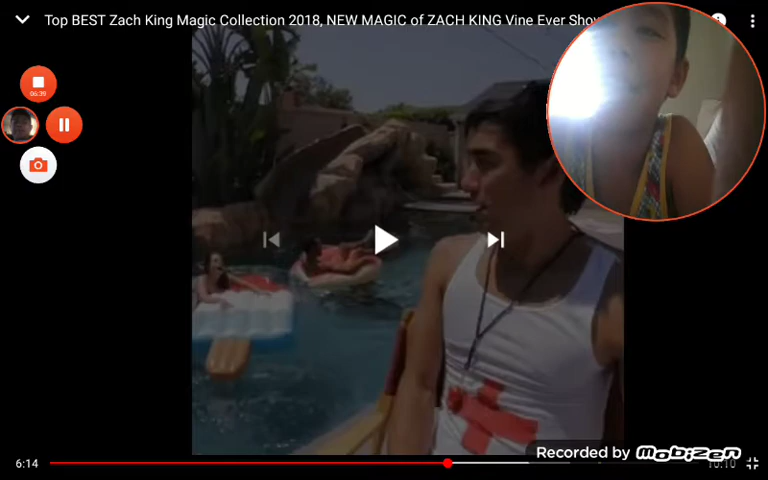 Top BEST Zach King Magic Collection 2018, NEW MAGIC of ZACH KING Vine Ever
06:39
6:14
10:10
Recorded by MOBIZEN